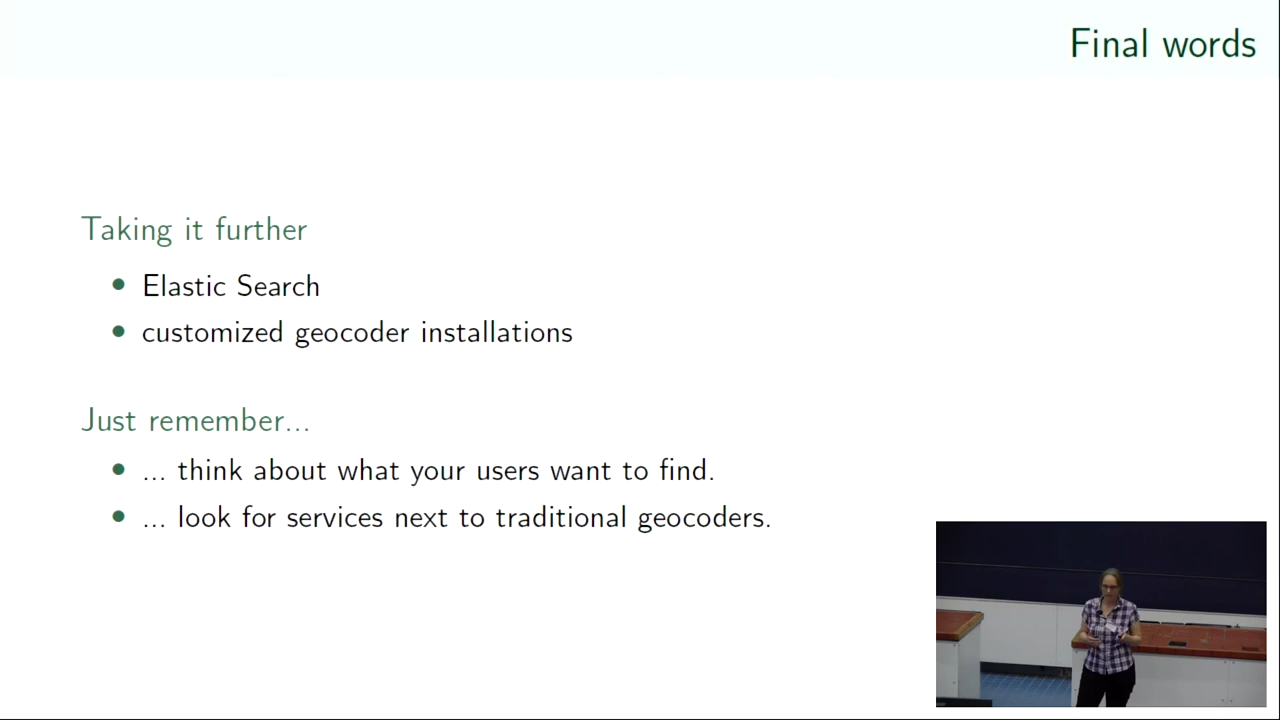 Final words
Taking it further
• Elastic Search
• customized geocoder installations
Just remember...
• ... think about what your users want to find.
• ... look for services next to traditional geocoders.